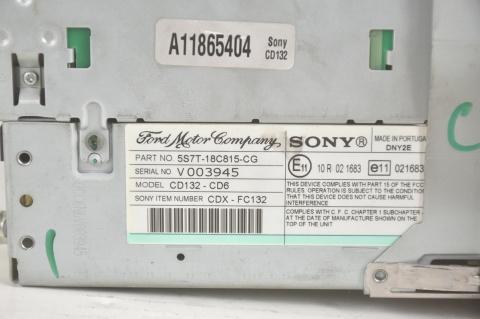 A11865404
Sony
CD132
Ford Motor Company
PART NO 5S7T-18C815-CG
SERIAL NO V003945
MODEL CD132 - CD6
SONY ITEM NUMBER CDX - FC132
SONY®
MADE IN PORTUGAL
DNY2E
E11 10 R 021683
e11 021683
THIS DEVICE COMPLIES WITH PART 15 OF THE FCC
RULES OPERATION IS SUBJECT TO THE CONDITION
THAT THIS DEVICE DOES NOT CAUSE HARMFUL
INTERFERENCE
COMPLIES WITH C.F.C. CHAPTER 1 SUBCHAPTER
AT THE DATE OF MANUFACTURE SHOWN ON THE
TOP OF THE UNIT
C